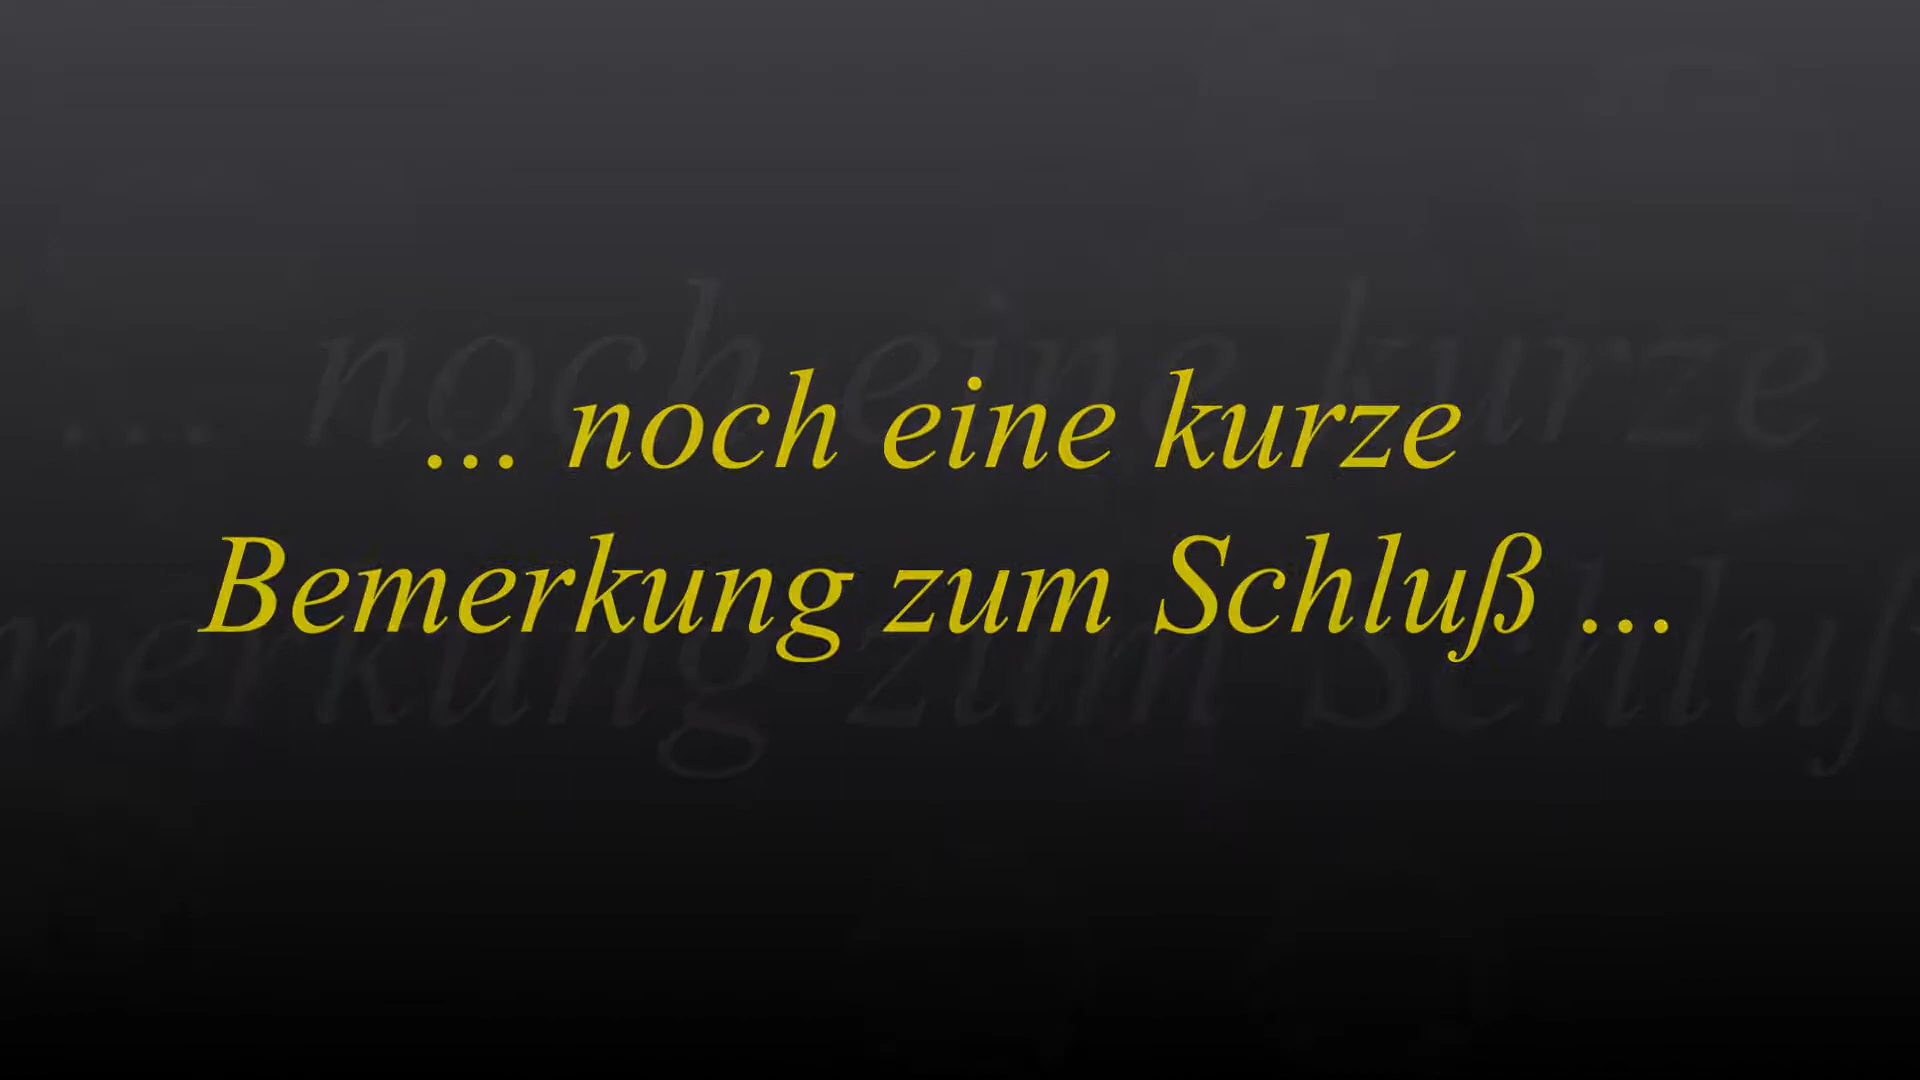 ... noch eine kurze
Bemerkung zum Schluß ...